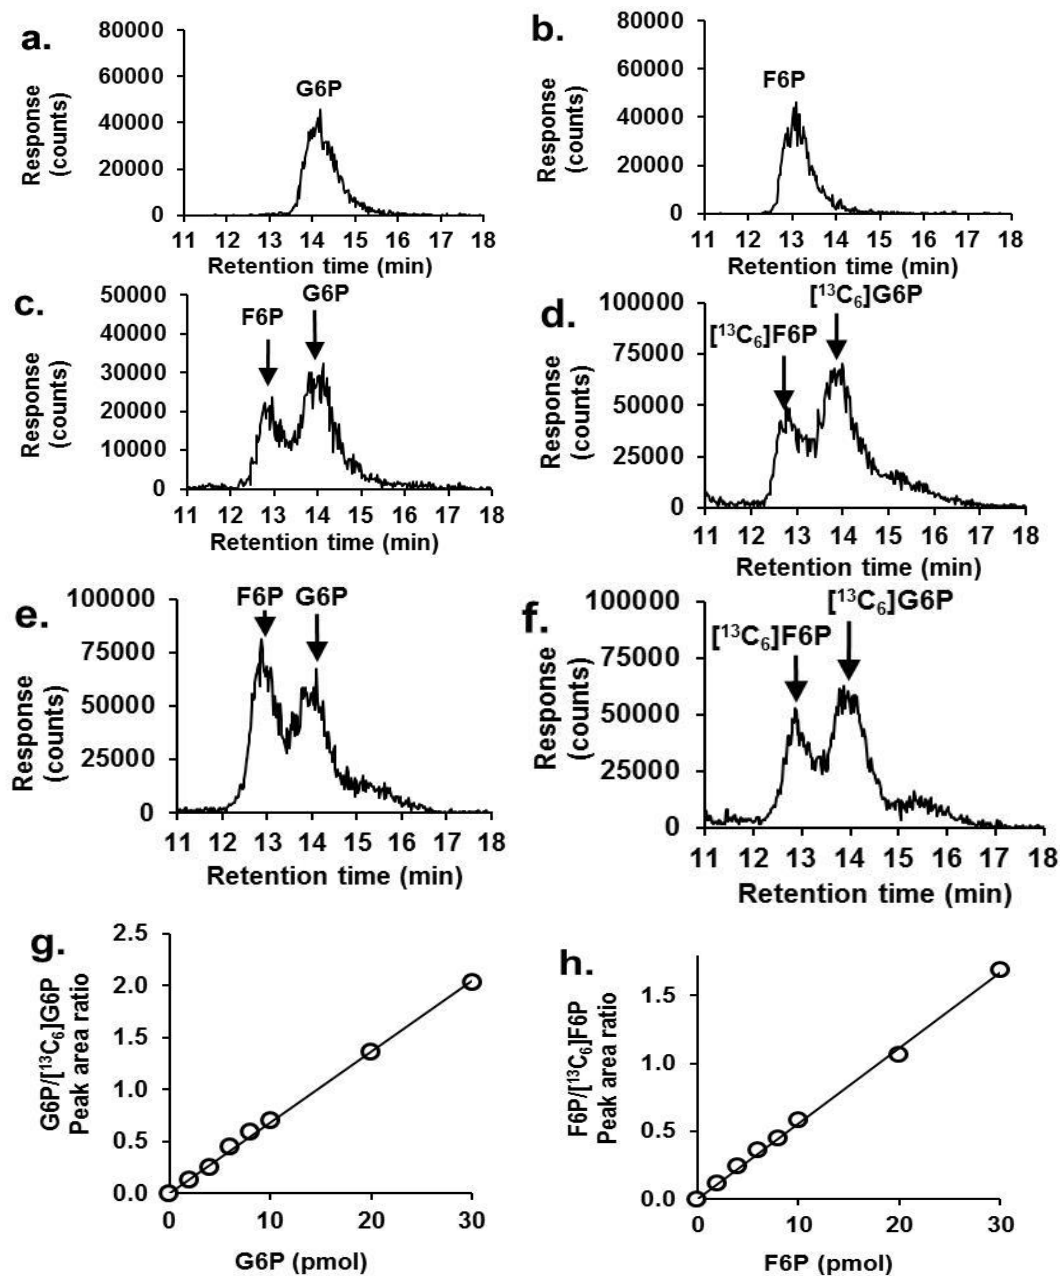 a.
80000
60000
40000
20000
0
Response
(counts)
G6P
11 12 13 14 15 16 17 18
Retention time (min)
b.
80000
60000
40000
20000
0
Response
(counts)
F6P
11 12 13 14 15 16 17 18
Retention time (min)
c.
50000
40000
30000
20000
10000
0
Response
(counts)
F6P
G6P
11 12 13 14 15 16 17 18
Retention time (min)
d.
100000
75000
50000
25000
0
Response
(counts)
[¹³C₆]F6P
[¹³C₆]G6P
11 12 13 14 15 16 17 18
Retention time (min)
e.
100000
75000
50000
25000
0
Response
(counts)
F6P G6P
11 12 13 14 15 16 17 18
Retention time (min)
f.
100000
75000
50000
25000
0
Response
(counts)
[¹³C₆]F6P
[¹³C₆]G6P
11 12 13 14 15 16 17 18
Retention time (min)
g.
2.5
2.0
1.5
1.0
0.5
0.0
G6P/[¹³C₆]G6P
Peak area ratio
0 10 20 30
G6P (pmol)
h.
1.5
1.0
0.5
0.0
F6P/[¹³C₆]F6P
Peak area ratio
0 10 20 30
F6P (pmol)